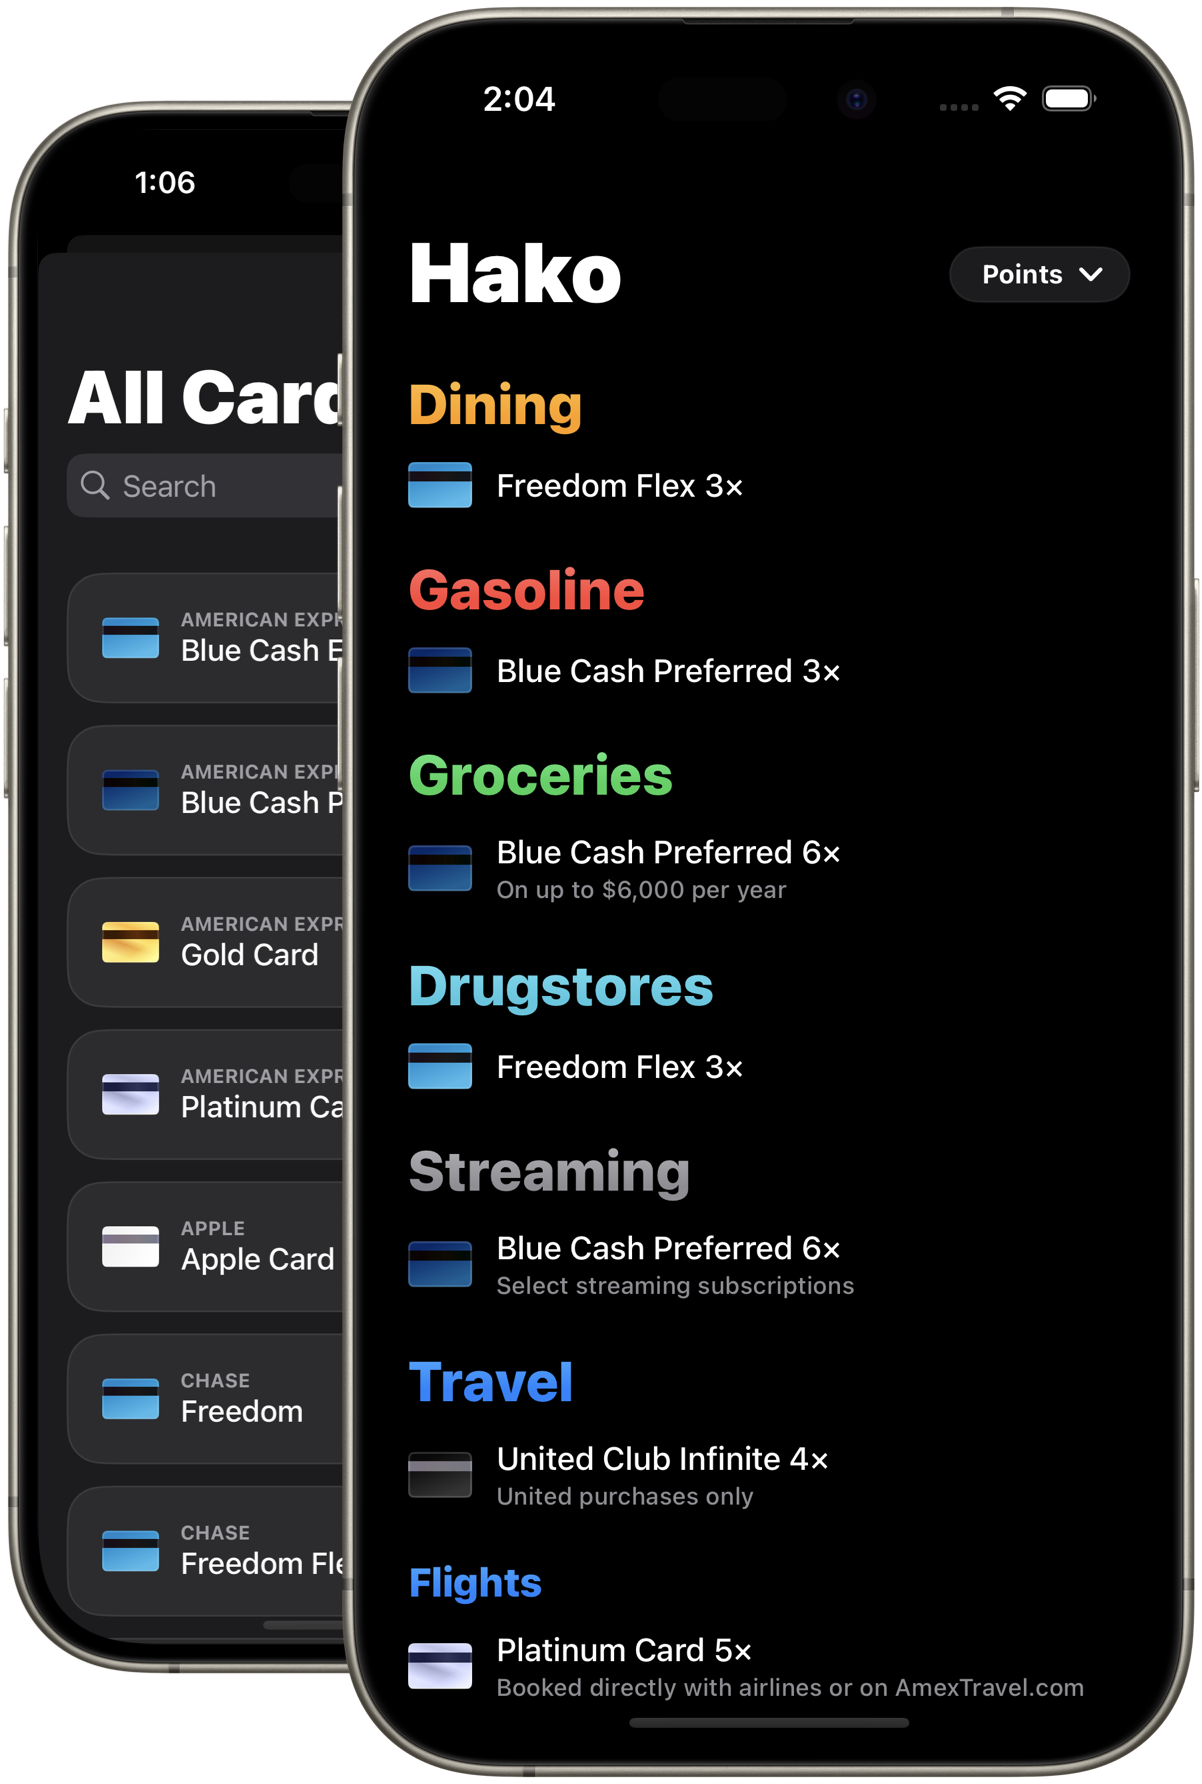 1:06
All Card
Search
AMERICAN EXPR
Blue Cash E
AMERICAN EXPR
Blue Cash P
AMERICAN EXPR
Gold Card
AMERICAN EXPR
Platinum Ca
APPLE
Apple Card
CHASE
Freedom
CHASE
Freedom Fle
2:04
Hako
Points
Dining
Freedom Flex 3×
Gasoline
Blue Cash Preferred 3×
Groceries
Blue Cash Preferred 6×
On up to $6,000 per year
Drugstores
Freedom Flex 3×
Streaming
Blue Cash Preferred 6×
Select streaming subscriptions
Travel
United Club Infinite 4×
United purchases only
Flights
Platinum Card 5×
Booked directly with airlines or on AmexTravel.com